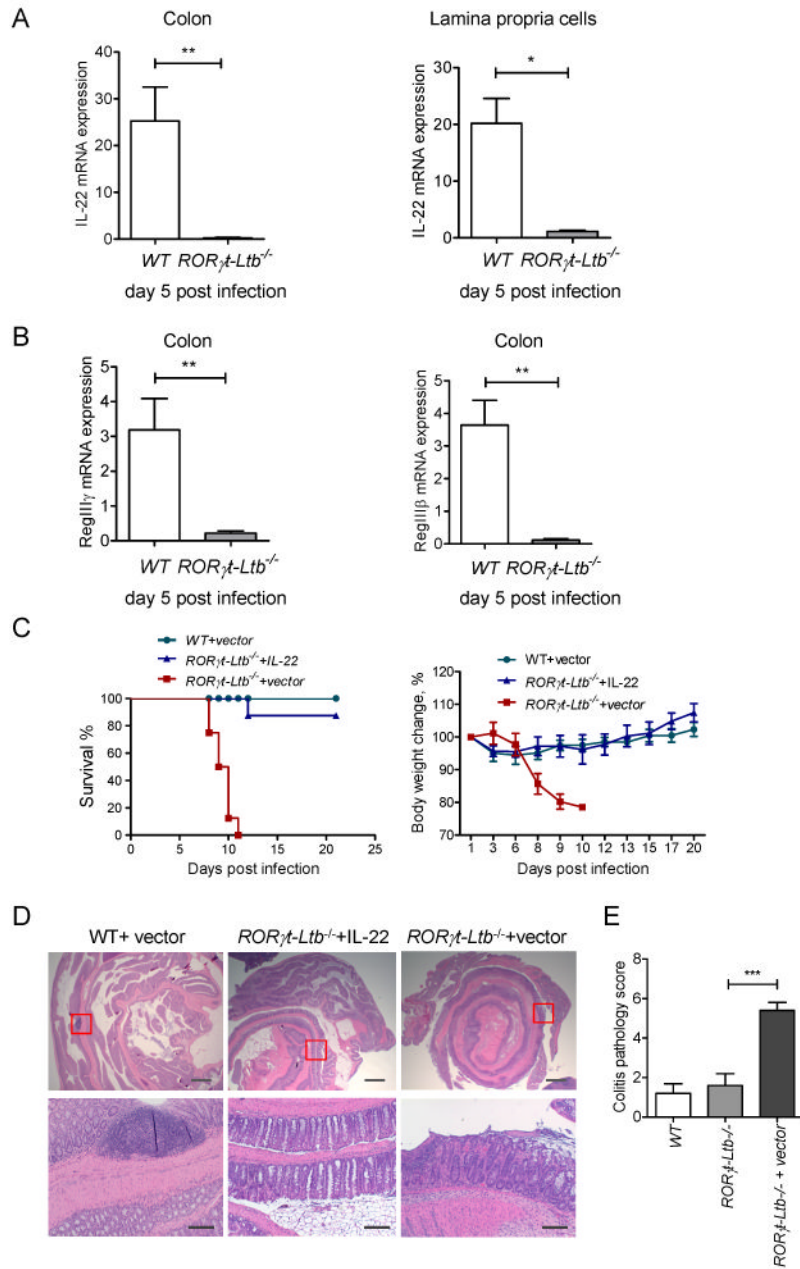 A
Colon
Lamina propria cells
**
*
IL-22 mRNA expression
40
30
20
10
0
IL-22 mRNA expression
30
20
10
0
WT RORγt-Ltb-/-
WT RORγt-Ltb-/-
day 5 post infection
day 5 post infection
B
Colon
Colon
**
**
RegIIIγ mRNA expression
5
4
3
2
1
0
RegIIIβ mRNA expression
5
4
3
2
1
0
WT RORγt-Ltb-/-
WT RORγt-Ltb-/-
day 5 post infection
day 5 post infection
C
WT+vector
RORγt-Ltb-/-+IL-22
RORγt-Ltb-/-+vector
Survival %
100
80
60
40
20
0
0 5 10 15 20 25
Days post infection
WT+vector
RORγt-Ltb-/-+IL-22
RORγt-Ltb-/-+vector
Body weight change, %
120
110
100
90
80
70
1 3 6 8 9 10 12 13 15 17 20
Days post infection
D
WT+ vector
RORγt-Ltb-/-+IL-22
RORγt-Ltb-/-+vector
E
Colitis pathology score
8
6
4
2
0
***
WT
RORγt-Ltb-/-
RORγt-Ltb-/- + vector